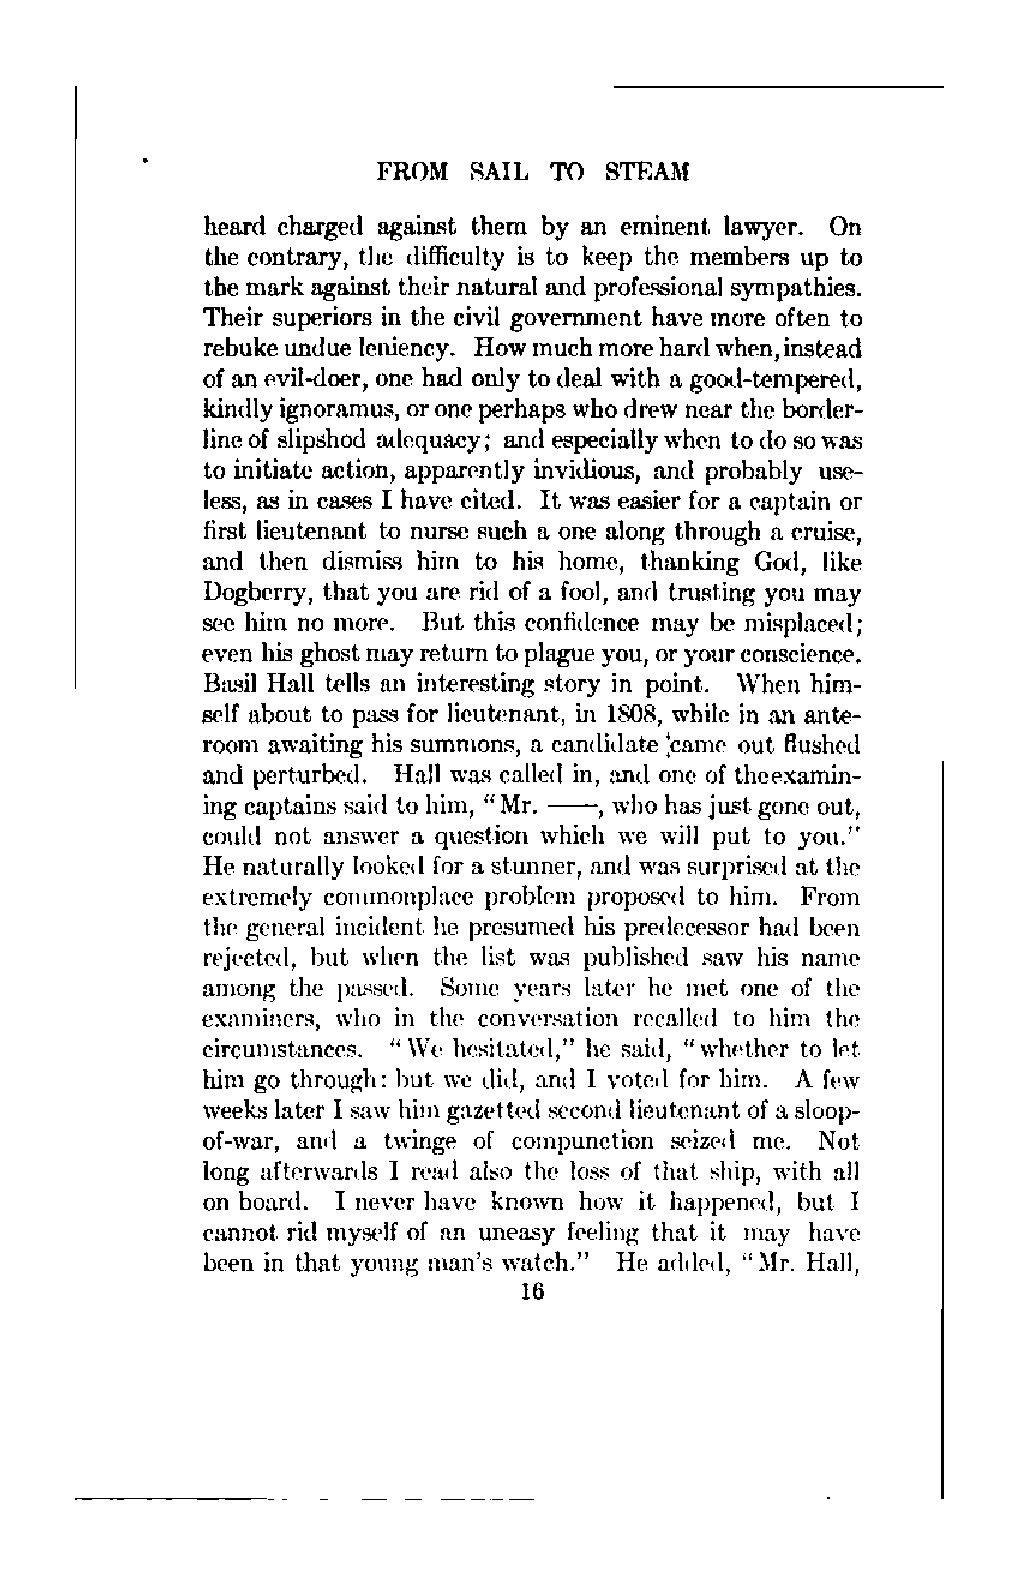 FROM SAIL TO STEAM
heard charged against them by an eminent lawyer. On
the contrary, the difficulty is to keep the members up to
the mark against their natural and professional sympathies.
Their superiors in the civil government have more often to
rebuke undue leniency. How much more hard when, instead
of an evil-doer, one had only to deal with a good-tempered,
kindly ignoramus, or one perhaps who drew near the border-
line of slipshod adequacy; and especially when to do so was
to initiate action, apparently invidious, and probably use-
less, as in cases I have cited. It was easier for a captain or
first lieutenant to nurse such a one along through a cruise,
and then dismiss him to his home, thanking God, like
Dogberry, that you are rid of a fool, and trusting you may
see him no more. But this confidence may be misplaced;
even his ghost may return to plague you, or your conscience.
Basil Hall tells an interesting story in point. When him-
self about to pass for lieutenant, in 1808, while in an ante-
room awaiting his summons, a candidate came out flushed
and perturbed. Hall was called in, and one of the examin-
ing captains said to him, "Mr. ——, who has just gone out,
could not answer a question which we will put to you."
He naturally looked for a stunner, and was surprised at the
extremely commonplace problem proposed to him. From
the general incident he presumed his predecessor had been
rejected, but when the list was published saw his name
among the passed. Some years later he met one of the
examiners, who in the conversation recalled to him the
circumstances. "We hesitated," he said, "whether to let
him go through: but we did, and I voted for him. A few
weeks later I saw him gazetted second lieutenant of a sloop-
of-war, and a twinge of compunction seized me. Not
long afterwards I read also the loss of that ship, with all
on board. I never have known how it happened, but I
cannot rid myself of an uneasy feeling that it may have
been in that young man's watch." He added, "Mr. Hall,
16